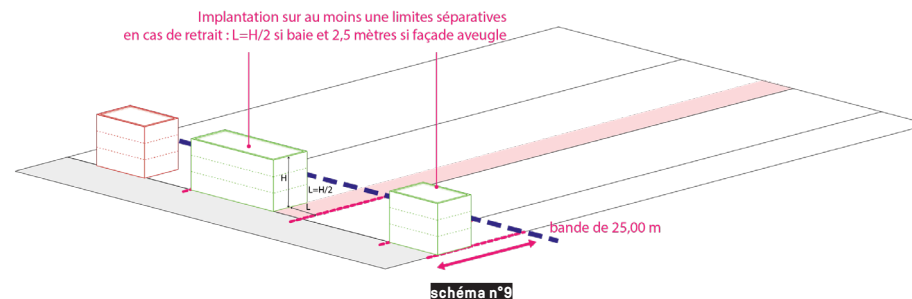 Implantation sur au moins une limites séparatives
en cas de retrait : L=H/2 si baie et 2,5 mètres si façade aveugle
H
L=H/2
L
bande de 25,00 m
schéma n°9